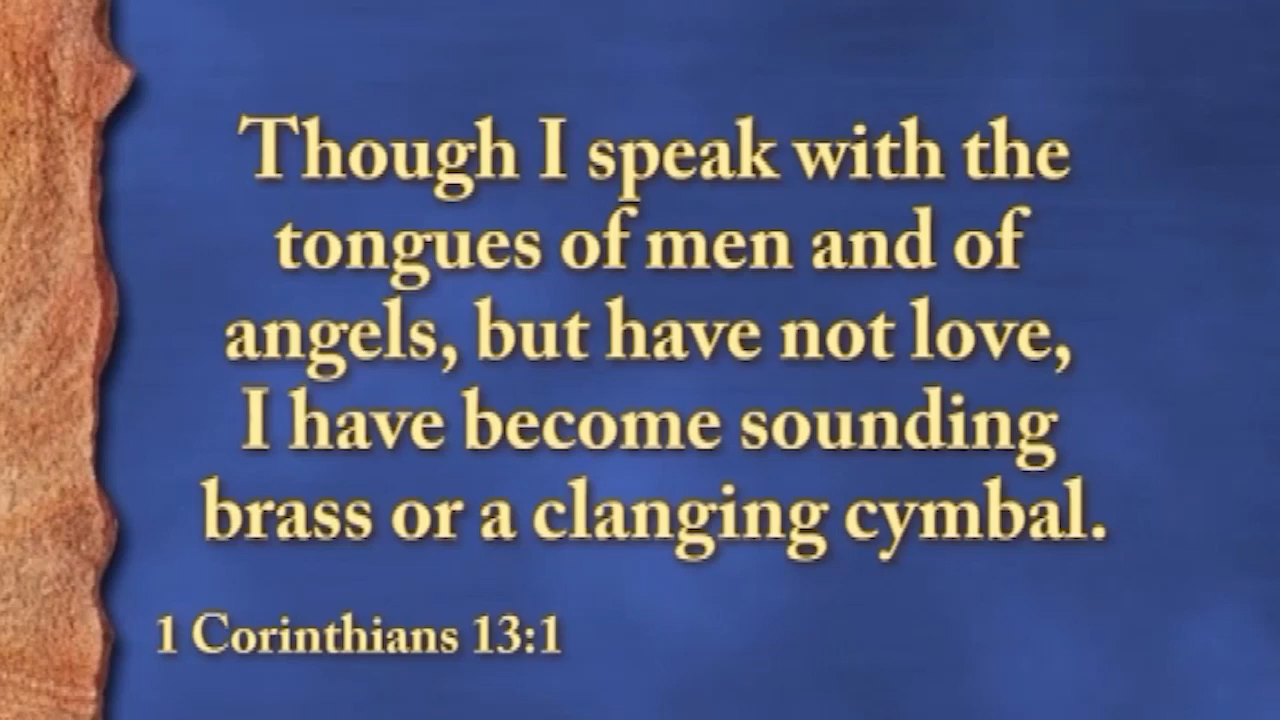 Though I speak with the
tongues of men and of
angels, but have not love,
I have become sounding
brass or a clanging cymbal.
1 Corinthians 13:1